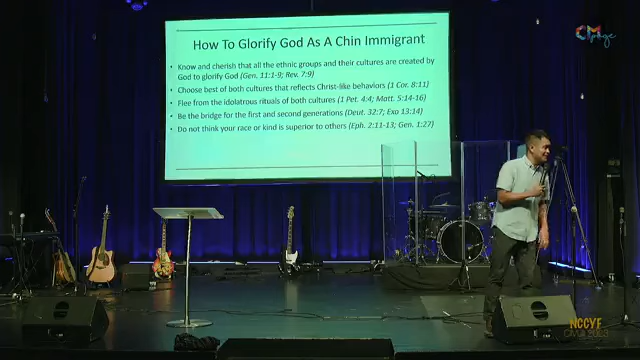 How To Glorify God As A Chin Immigrant
• Know and cherish that all the ethnic groups and their cultures are created by
God to glorify God (Gen. 11:1-9; Rev. 7:9)
• Choose best of both cultures that reflects Christ-like behaviors (1 Cor. 8:11)
• Flee from the idolatrous rituals of both cultures (1 Pet. 4:4; Matt. 5:14-16)
• Be the bridge for the first and second generations (Deut. 32:7; Exo 13:14)
• Do not think your race or kind is superior to others (Eph. 2:11-13; Gen. 1:27)
CM
page
NCCYF
2023